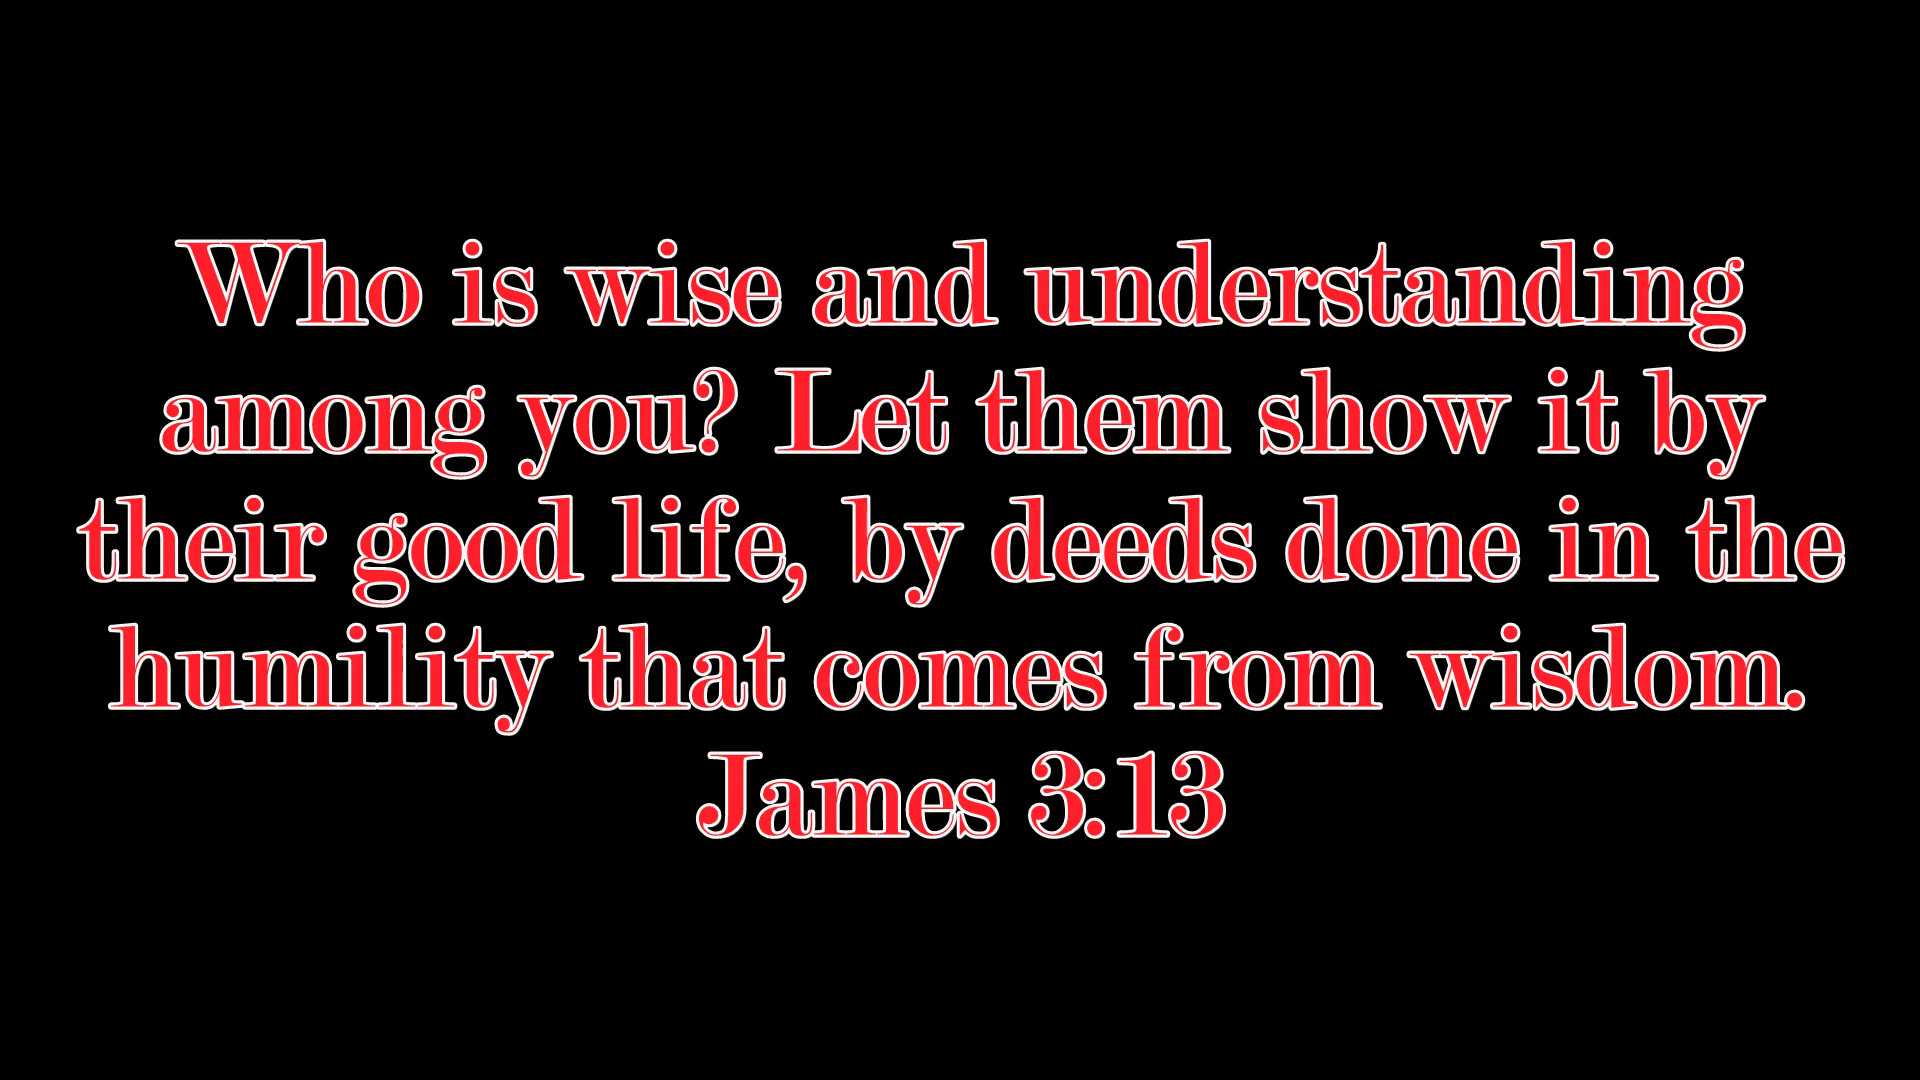 Who is wise and understanding
among you? Let them show it by
their good life, by deeds done in the
humility that comes from wisdom.
James 3:13